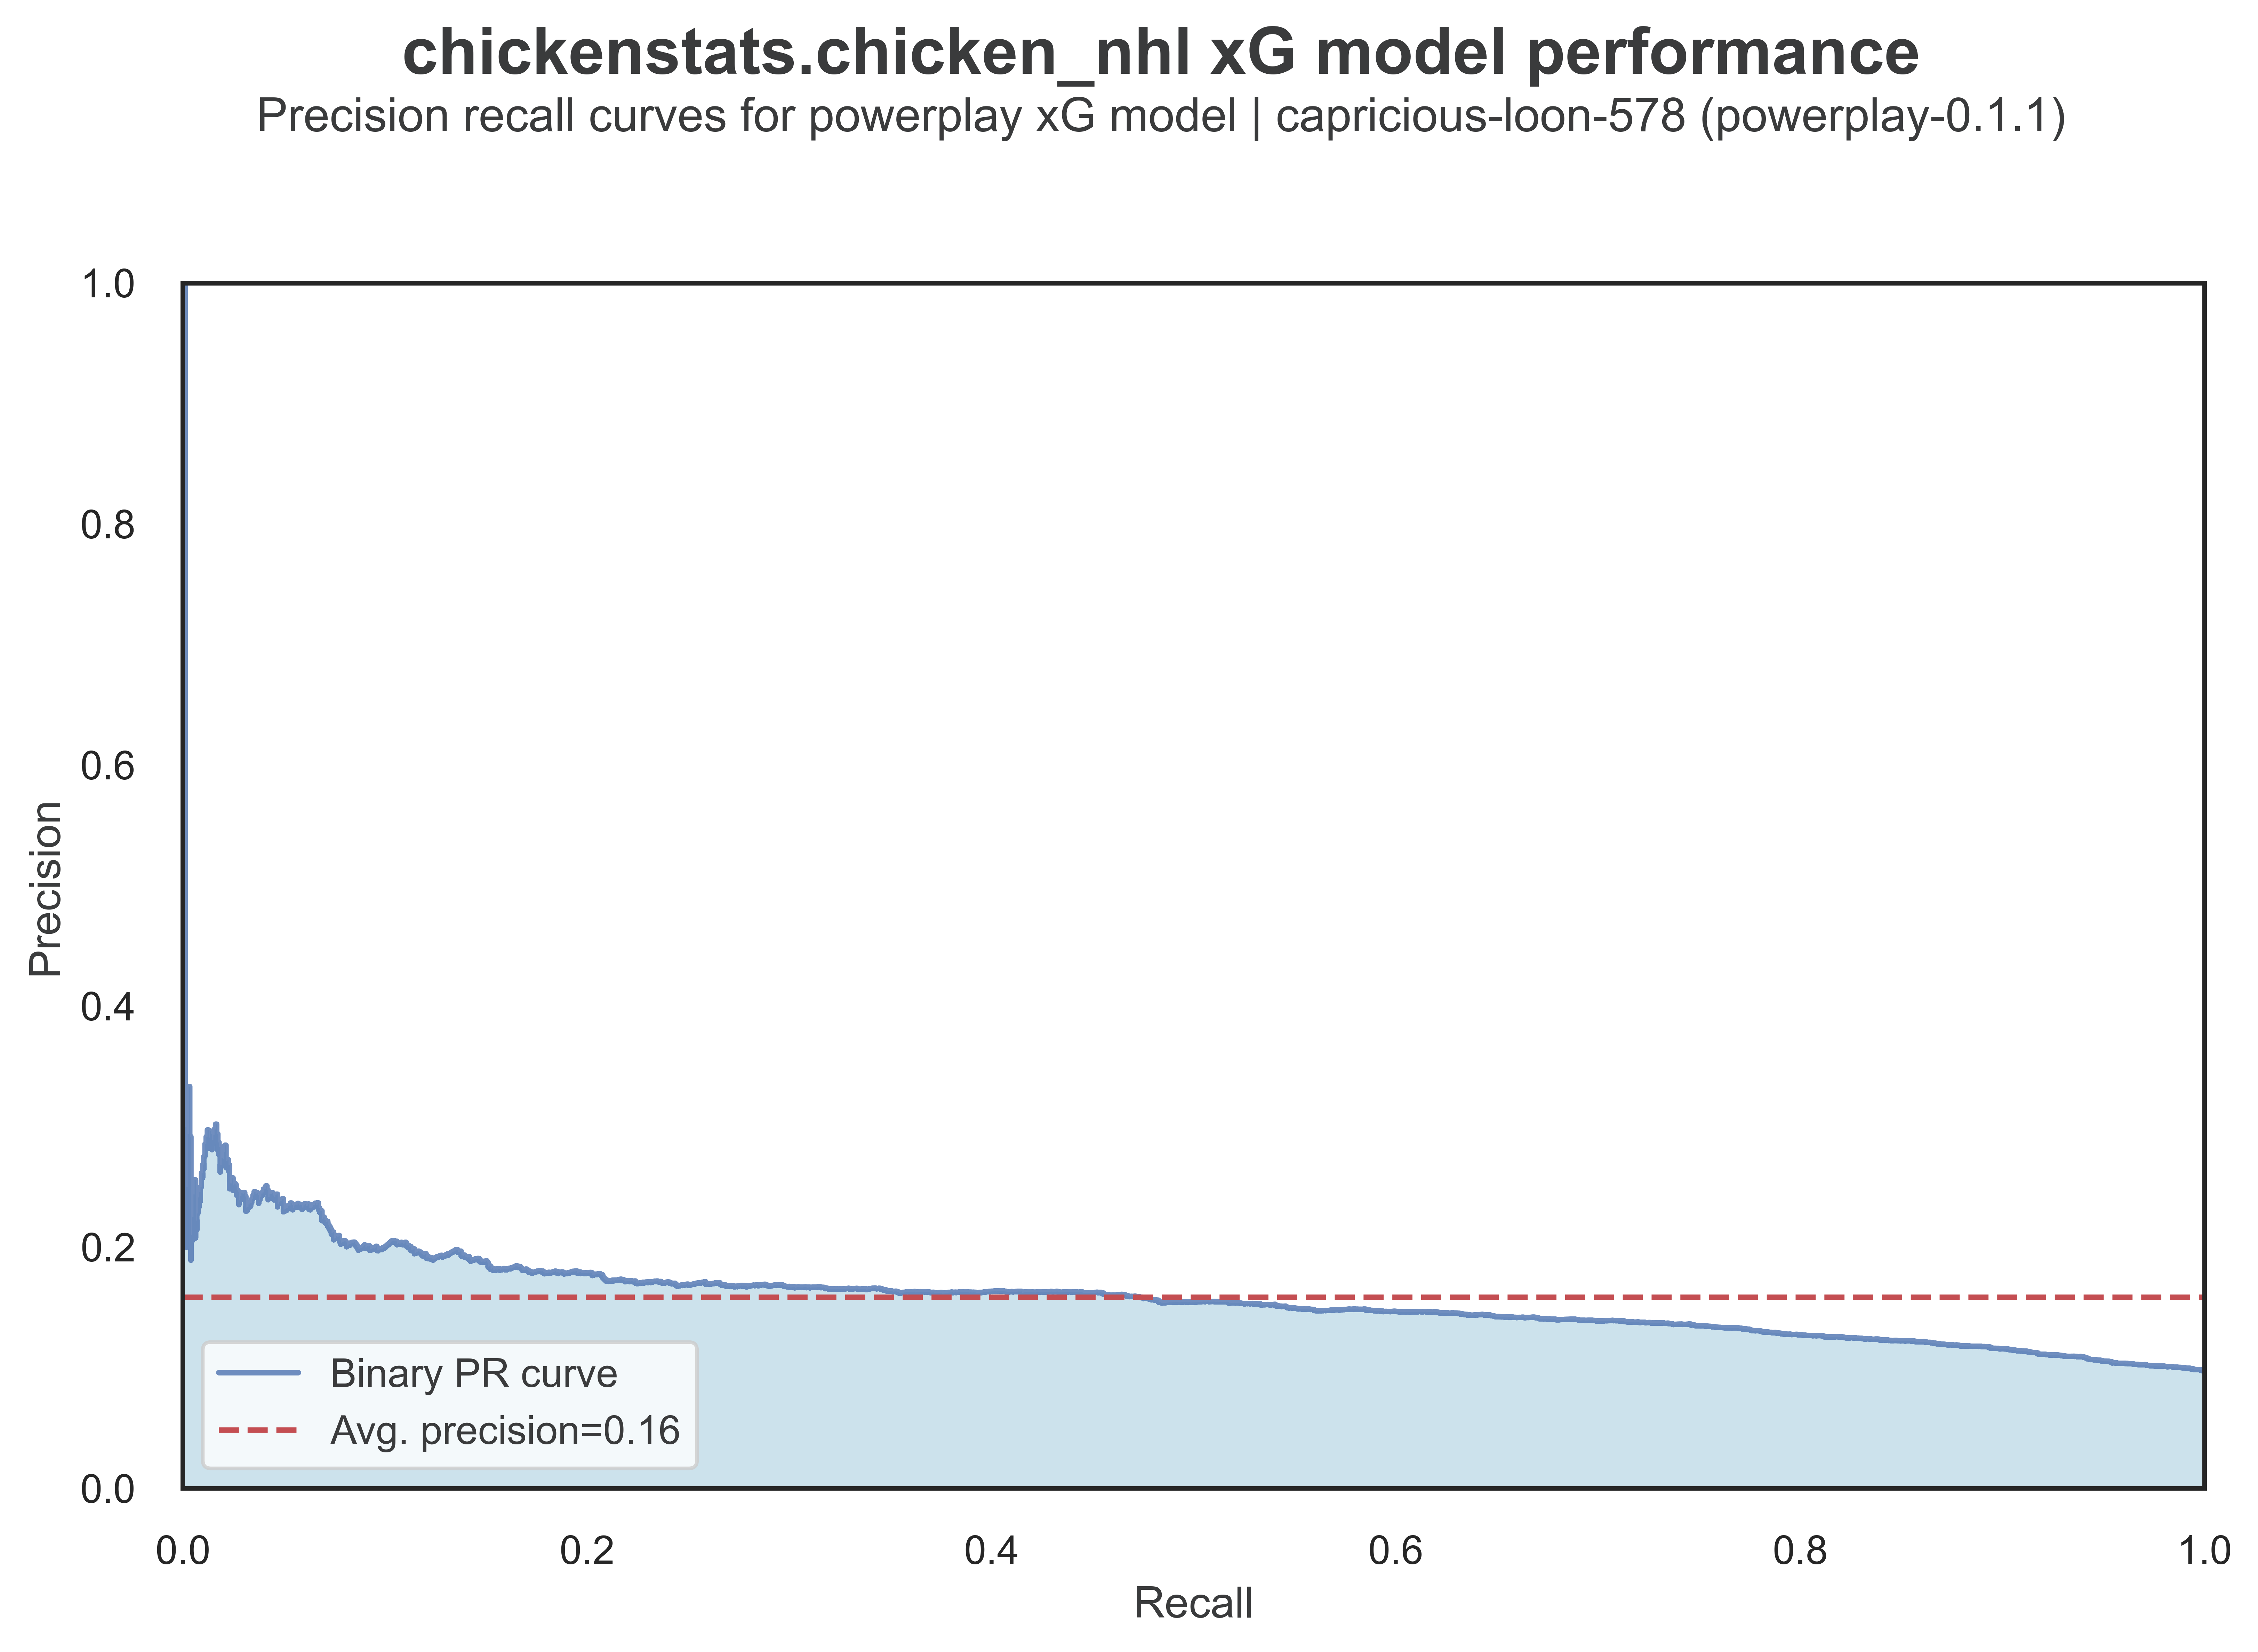 chickenstats.chicken_nhl xG model performance
Precision recall curves for powerplay xG model | capricious-loon-578 (powerplay-0.1.1)
1.0
0.8
0.6
0.4
0.2
0.0
Precision
Binary PR curve
Avg. precision=0.16
0.0 0.2 0.4 0.6 0.8 1.0
Recall